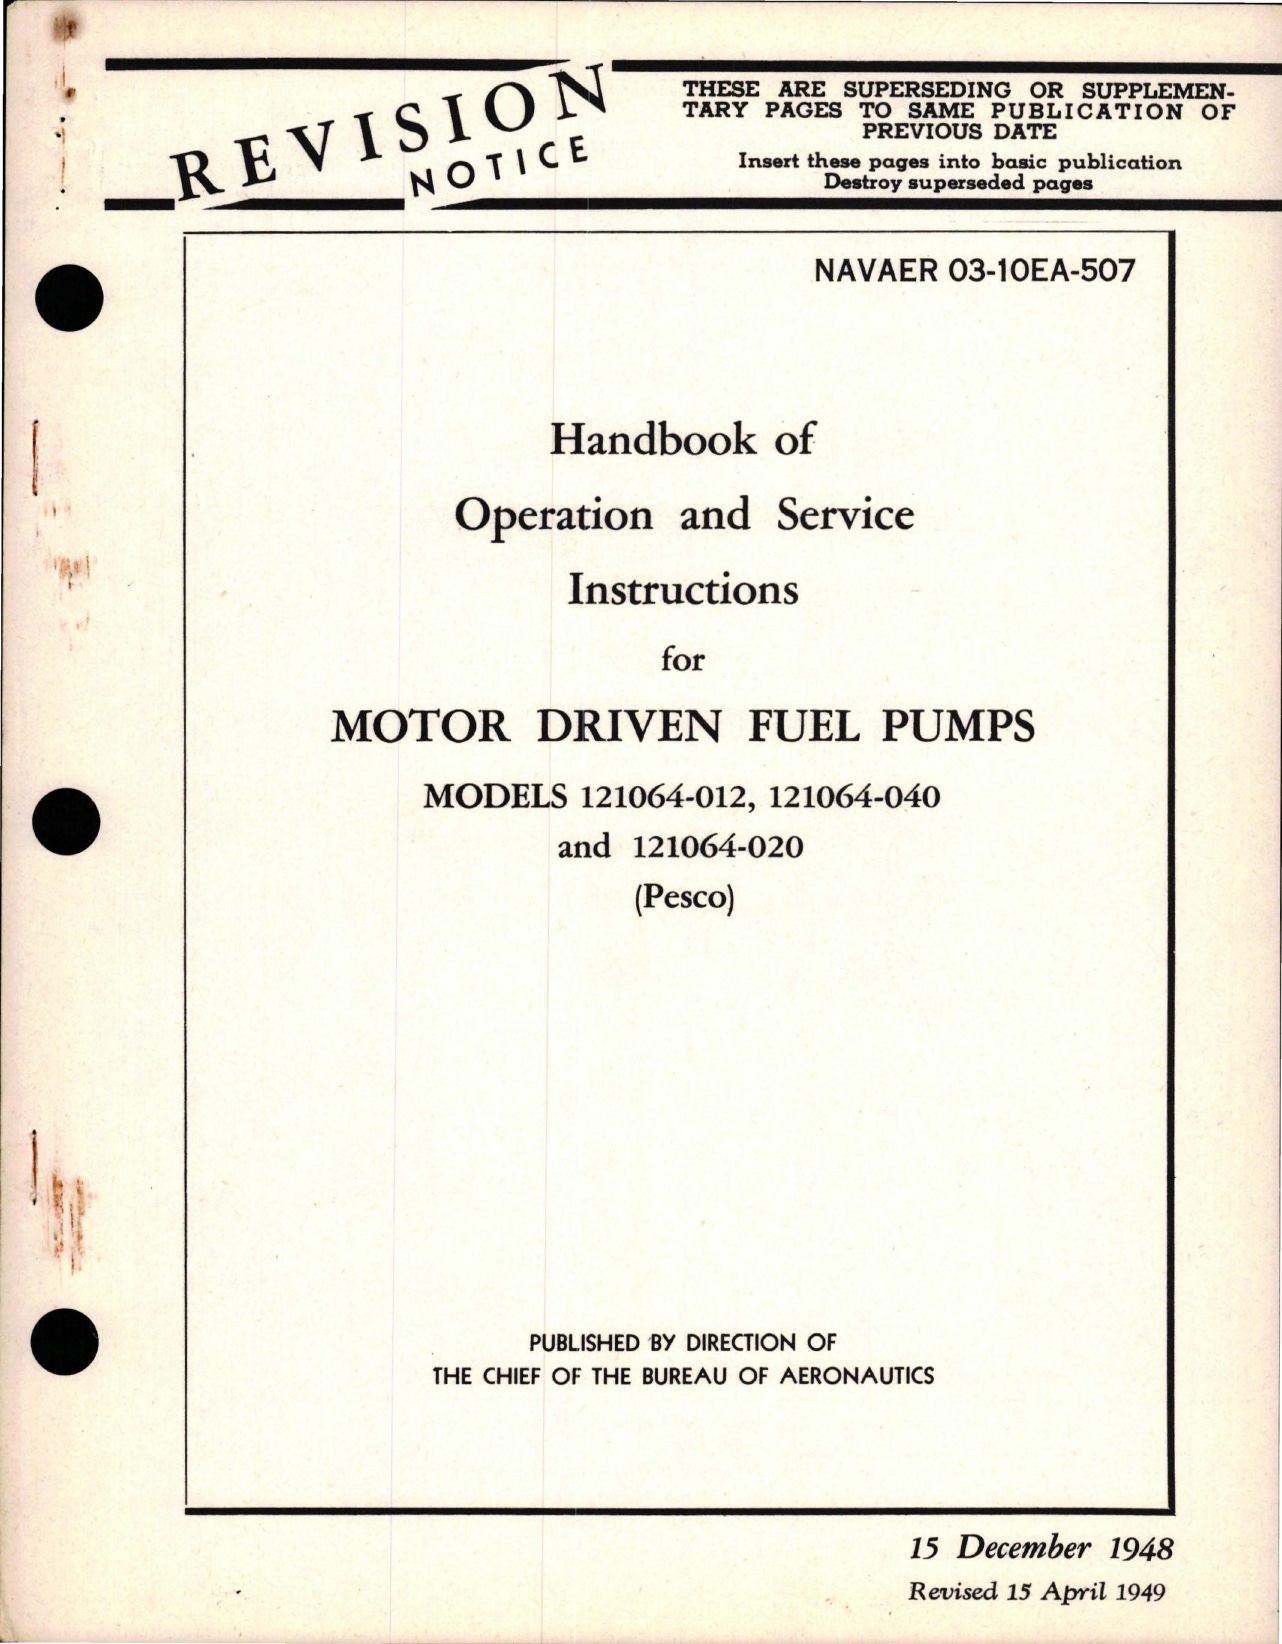 REVISION
NOTICE
THESE ARE SUPERSEDING OR SUPPLEMEN-
TARY PAGES TO SAME PUBLICATION OF
PREVIOUS DATE
Insert these pages into basic publication
Destroy superseded pages
NAVAER 03-10EA-507
Handbook of
Operation and Service
Instructions
for
MOTOR DRIVEN FUEL PUMPS
MODELS 121064-012, 121064-040
and 121064-020
(Pesco)
PUBLISHED BY DIRECTION OF
THE CHIEF OF THE BUREAU OF AERONAUTICS
15 December 1948
Revised 15 April 1949